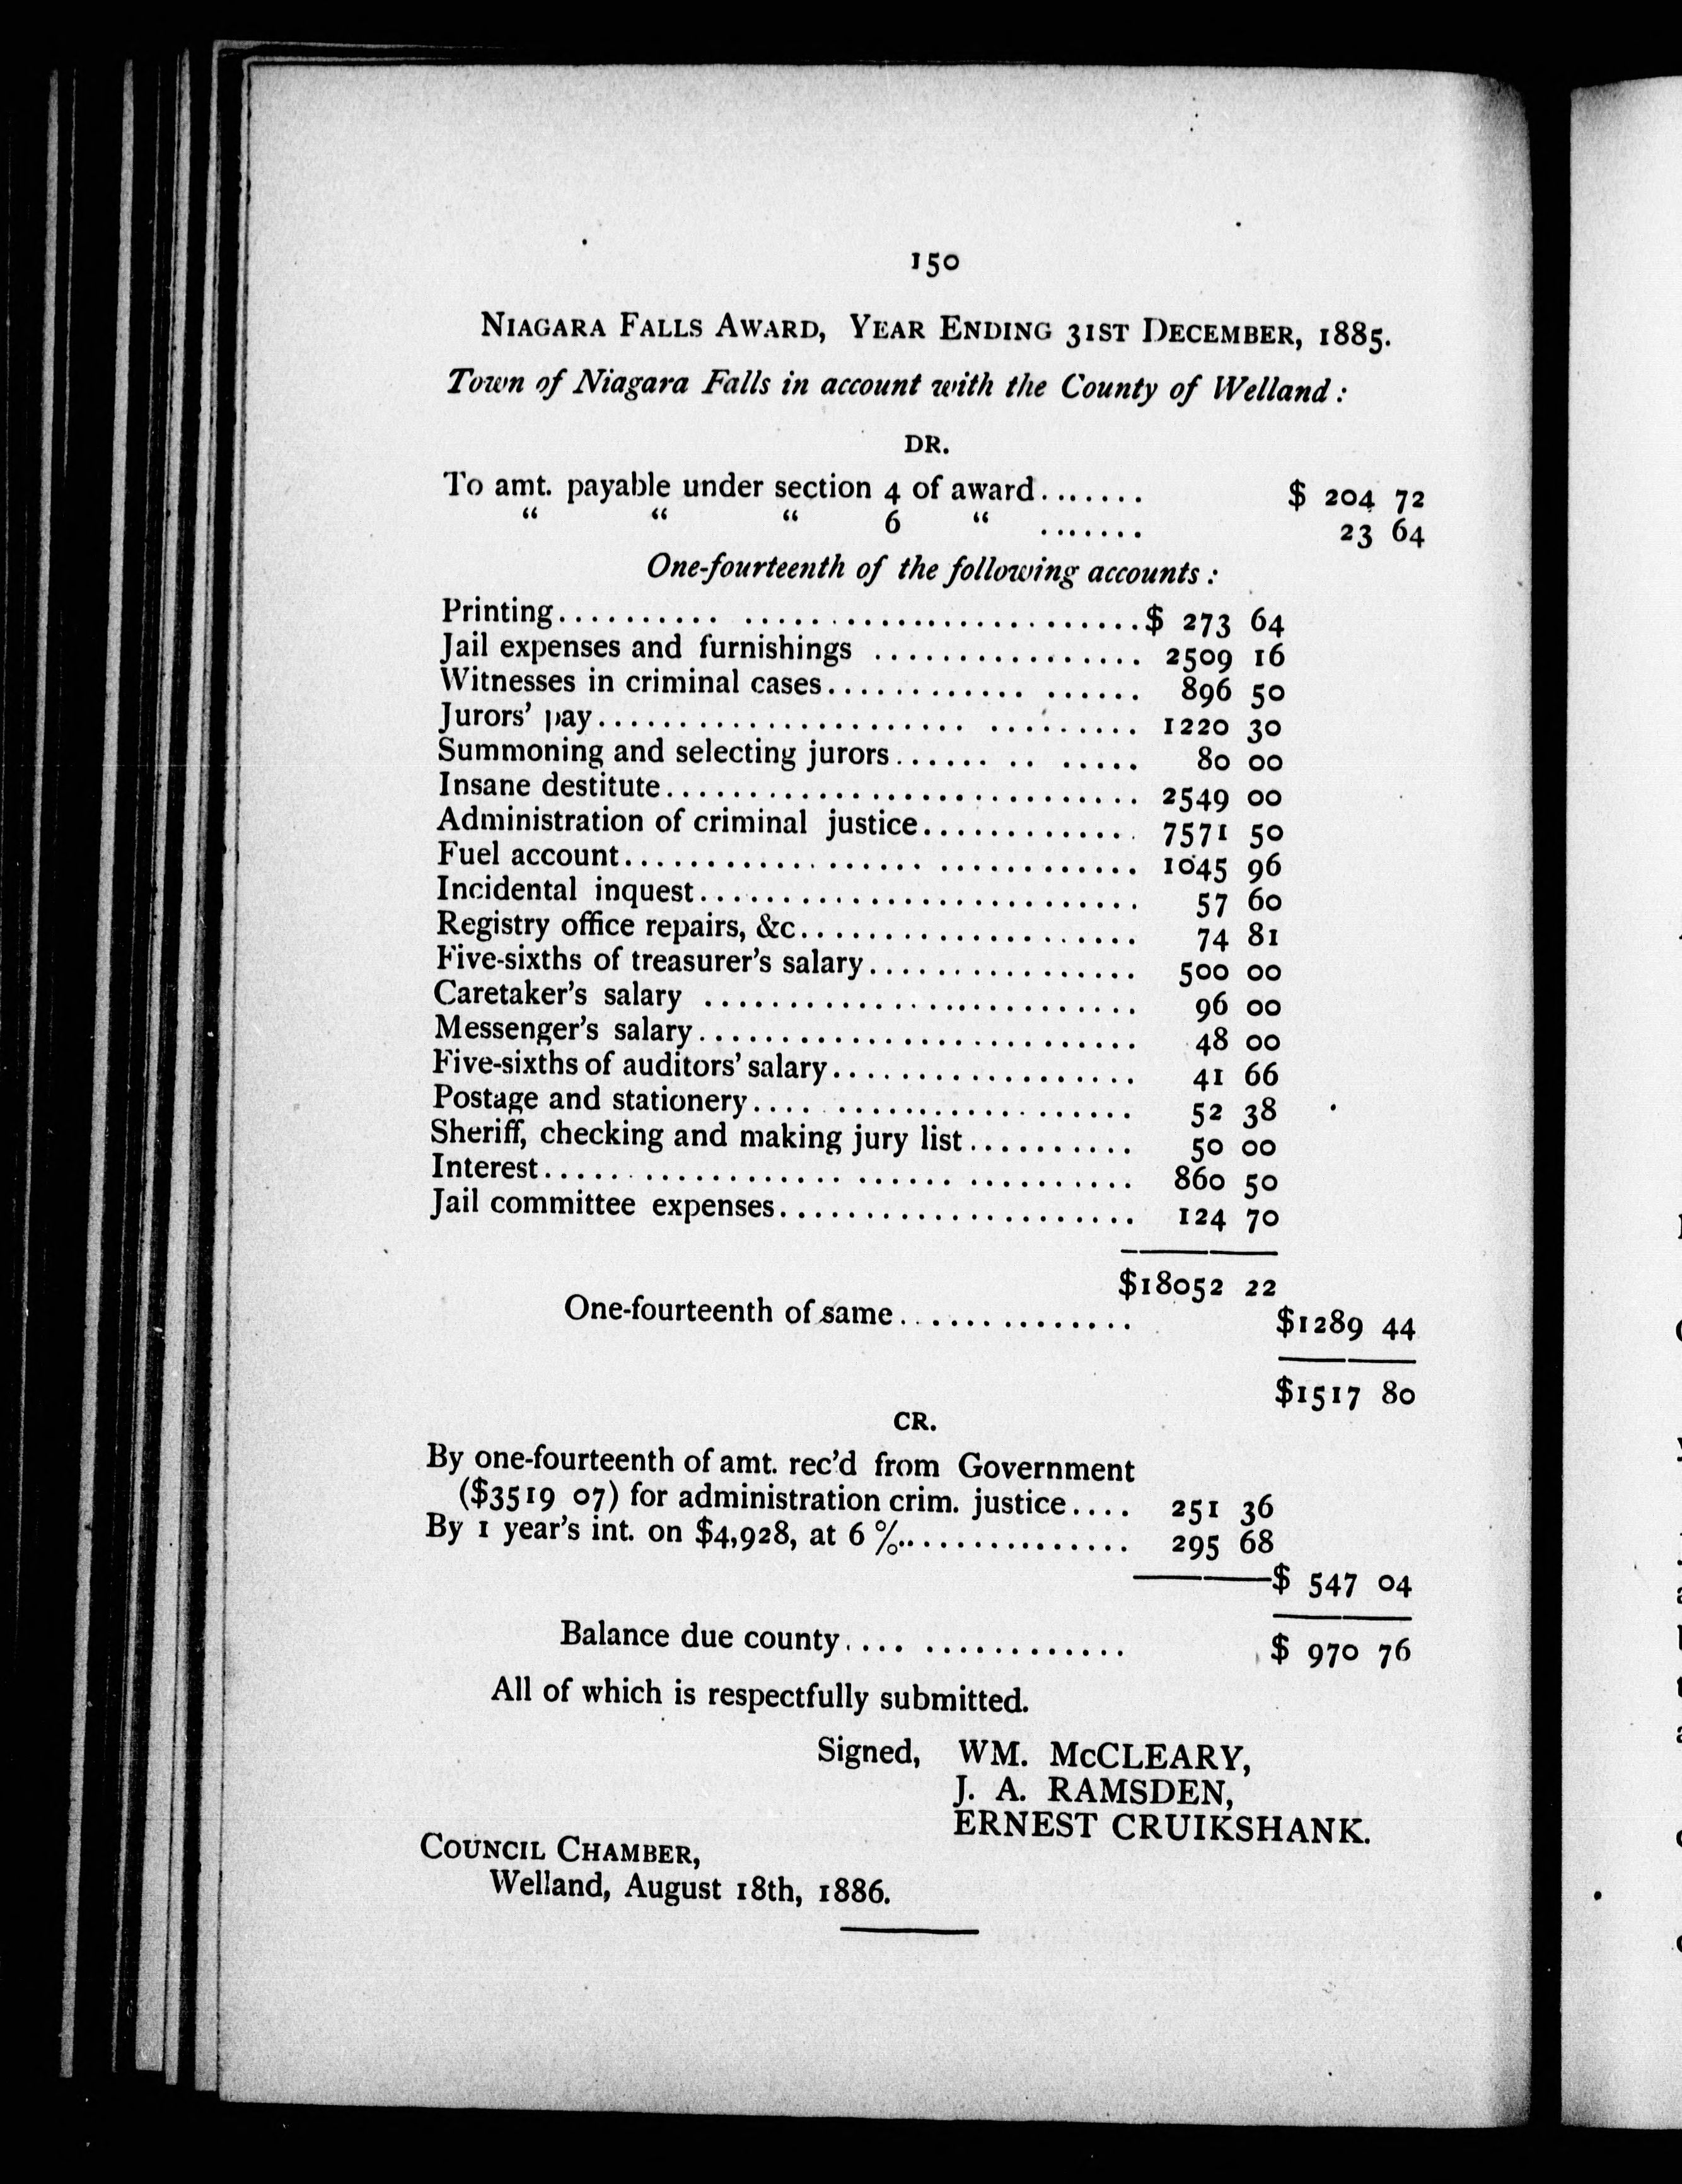 150
NIAGARA FALLS AWARD, YEAR ENDING 31ST DECEMBER, 1885.
Town of Niagara Falls in account with the County of Welland :
DR.
To amt. payable under section 4 of award....... $ 204 72
“ “ “ 6 “ ....... 23 64
One-fourteenth of the following accounts :
Printing.......... ........................$ 273 64
Jail expenses and furnishings ................ 2509 16
Witnesses in criminal cases............ ...... 896 50
Jurors' pay...................... ......... 1220 30
Summoning and selecting jurors...... .. ..... 80 00
Insane destitute............................ 2549 00
Administration of criminal justice............. 7571 50
Fuel account................... ............ 1045 96
Incidental inquest.......................... 57 60
Registry office repairs, &c.................... 74 81
Five-sixths of treasurer's salary................ 500 00
Caretaker's salary .......................... 96 00
Messenger's salary.......................... 48 00
Five-sixths of auditors' salary.................. 41 66
Postage and stationery.... .................. 52 38
Sheriff, checking and making jury list.......... 50 00
Interest...... ............ ...... .......... 860 50
Jail committee expenses..................... 124 70
$18052 22
One-fourteenth of same.............. $1289 44
$1517 80
CR.
By one-fourteenth of amt. rec'd from Government
($3519 07) for administration crim. justice.... 251 36
By 1 year's int. on $4,928, at 6 %............... 295 68
$ 547 04
Balance due county.... ............ $ 970 76
All of which is respectfully submitted.
Signed, WM. McCLEARY,
J. A. RAMSDEN,
ERNEST CRUIKSHANK.
COUNCIL CHAMBER,
Welland, August 18th, 1886.